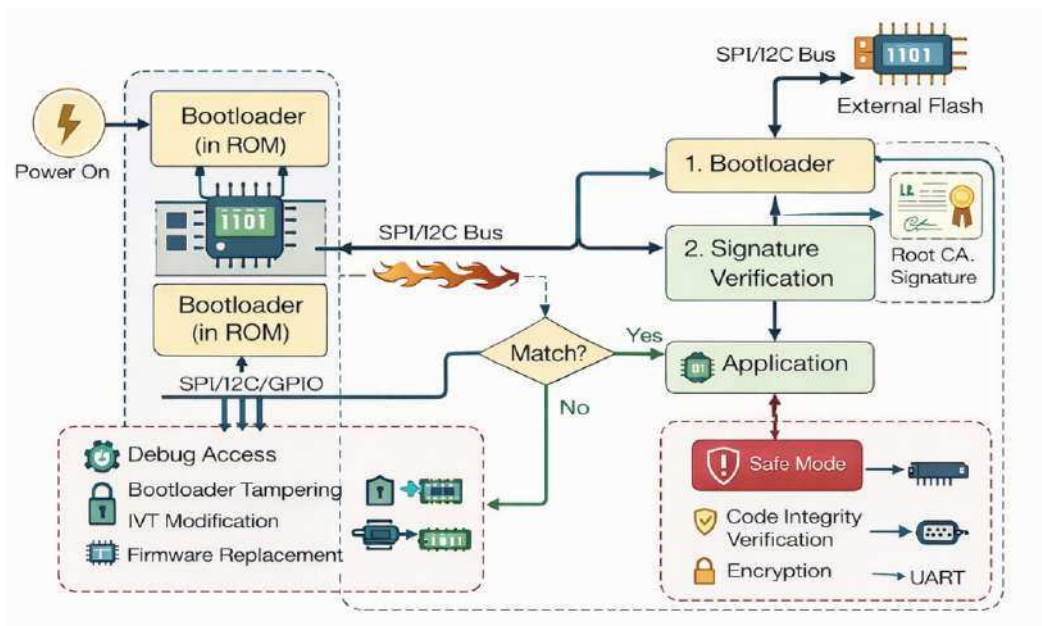 SPI/I2C Bus
1101
External Flash
Power On
Bootloader
(in ROM)
1101
SPI/I2C Bus
1. Bootloader
2. Signature
Verification
Root CA.
Signature
Bootloader
(in ROM)
Match?
Yes
No
Application
SPI/I2C/GPIO
Debug Access
Bootloader Tampering
IVT Modification
Firmware Replacement
Safe Mode
Code Integrity
Verification
Encryption
UART